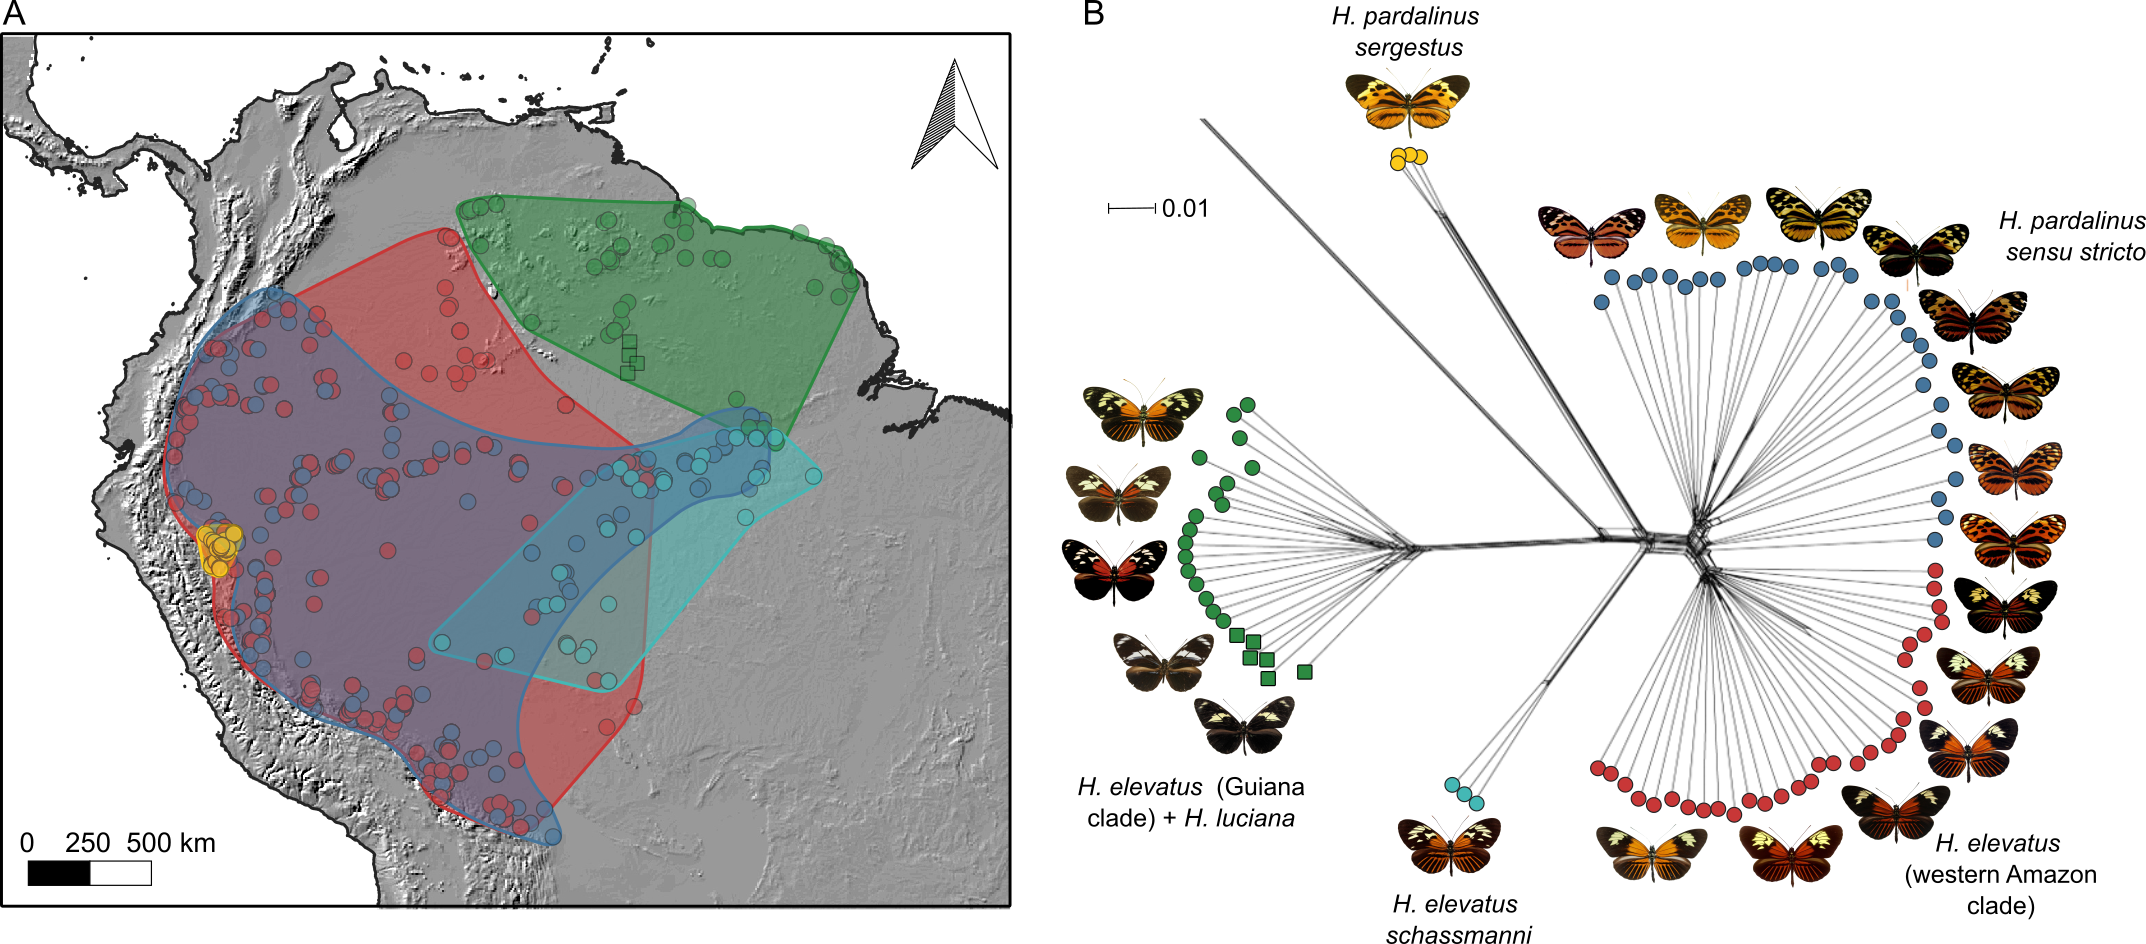 A
0 250 500 km
B
H. pardalinus
sergestus
0.01
H. pardalinus
sensu stricto
H. elevatus (Guiana
clade) + H. luciana
H. elevatus
schassmanni
H. elevatus
(western Amazon
clade)